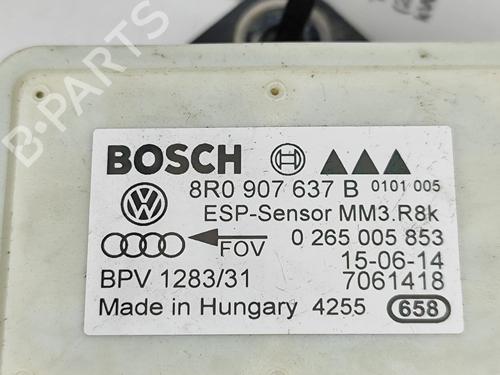 BOSCH
8R0 907 637 B 0101 005
ESP-Sensor MM3.R8k
FOV 0 265 005 853
15-06-14
BPV 1283/31 7061418
Made in Hungary 4255 658
B-PARTS